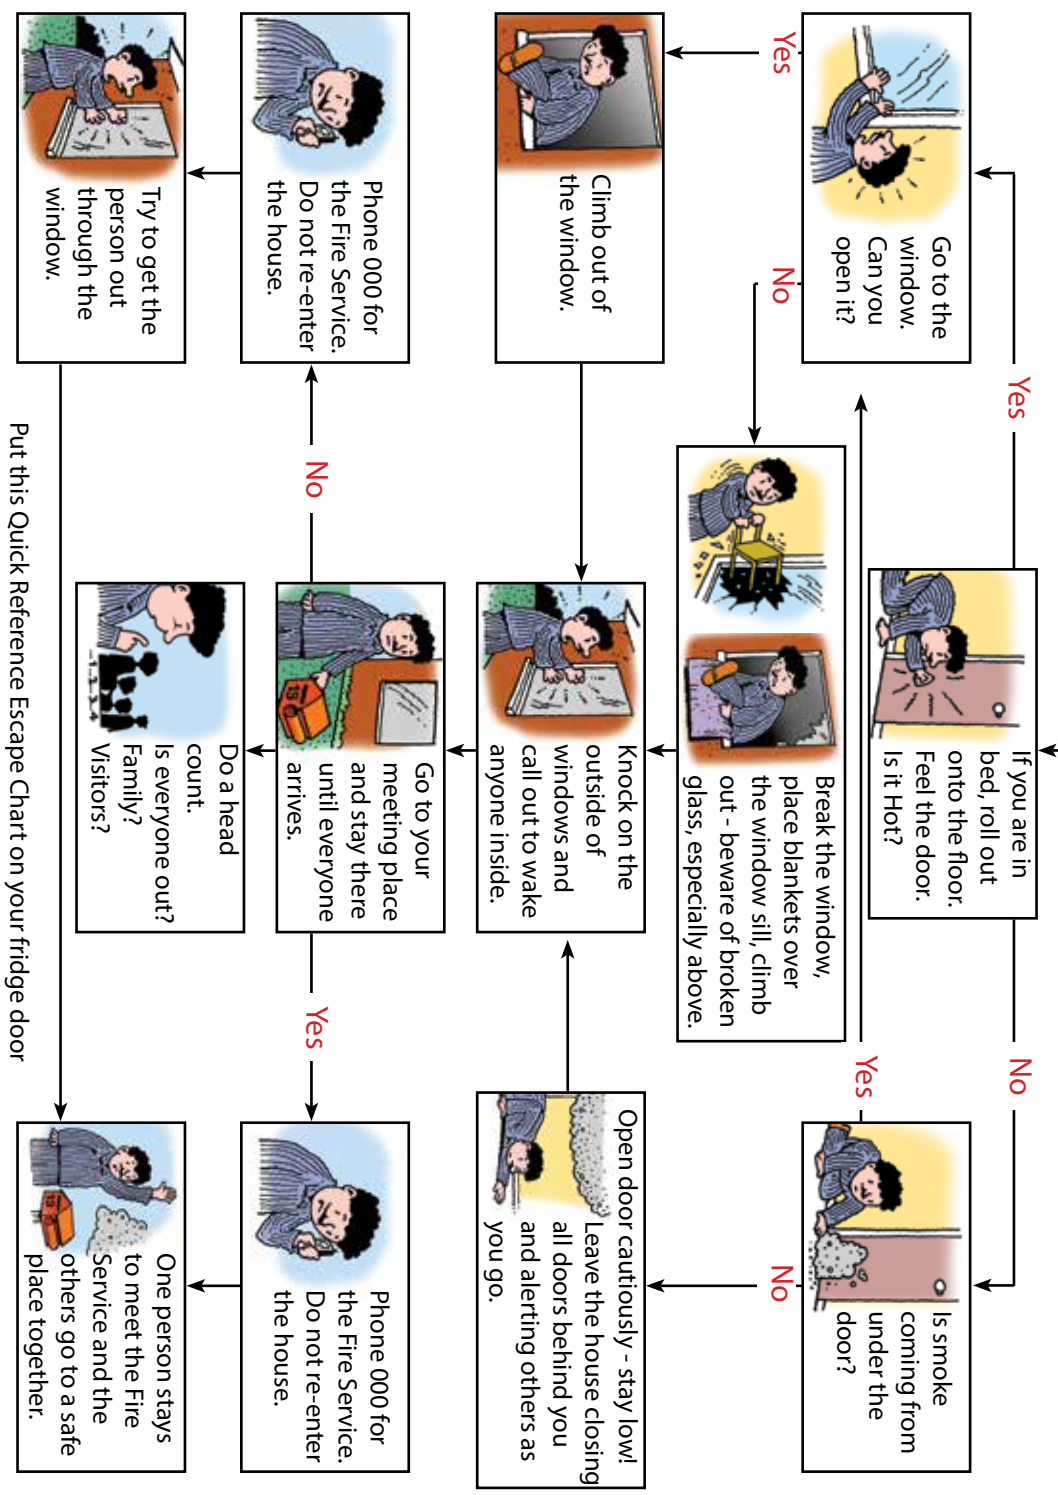 If you are in
bed, roll out
onto the floor.
Feel the door.
Is it Hot?
Yes
No
Go to the
window.
Can you
open it?
Is smoke
coming from
under the
door?
Yes
No
Yes
No
Break the window,
place blankets over
the window sill, climb
out - beware of broken
glass, especially above.
Climb out of
the window.
Knock on the
outside of
windows and
call out to wake
anyone inside.
Open door cautiously - stay low!
Leave the house closing
all doors behind you
and alerting others as
you go.
Go to your
meeting place
and stay there
until everyone
arrives.
No
Yes
Phone 000 for
the Fire Service.
Do not re-enter
the house.
Do a head
count.
Is everyone out?
Family?
Visitors?
1.. 2.. 3.. 4
Phone 000 for
the Fire Service.
Do not re-enter
the house.
Try to get the
person out
through the
window.
One person stays
to meet the Fire
Service and the
others go to a safe
place together.
Put this Quick Reference Escape Chart on your fridge door